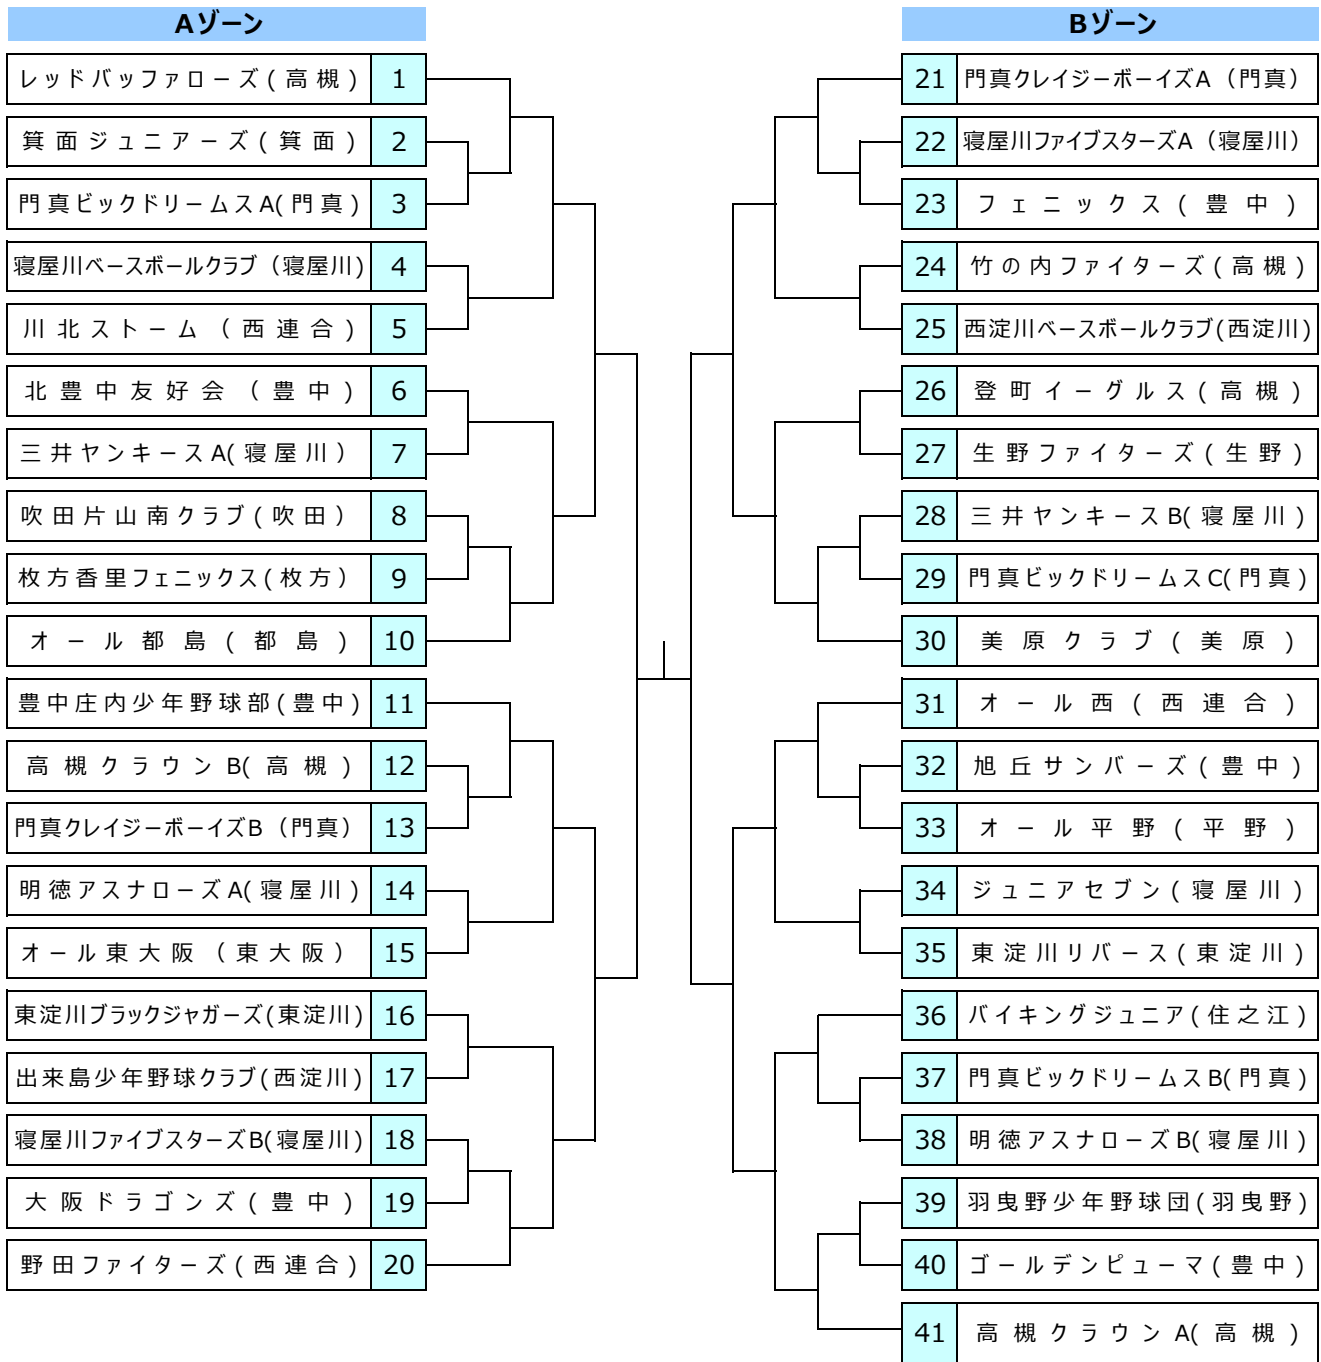 Aゾーン
レッドバッファローズ(高槻) 1
箕面ジュニアーズ(箕面) 2
門真ビックドリームスA(門真) 3
寝屋川ベースボールクラブ（寝屋川) 4
川北ストーム（西連合) 5
北豊中友好会（豊中) 6
三井ヤンキースA(寝屋川） 7
吹田片山南クラブ(吹田） 8
枚方香里フェニックス(枚方） 9
オール都島(都島) 10
豊中庄内少年野球部(豊中) 11
高槻クラウンB(高槻) 12
門真クレイジーボーイズB（門真） 13
明徳アスナローズA(寝屋川) 14
オール東大阪（東大阪） 15
東淀川ブラックジャガーズ(東淀川) 16
出来島少年野球クラブ(西淀川) 17
寝屋川ファイブスターズB(寝屋川) 18
大阪ドラゴンズ(豊中) 19
野田ファイターズ(西連合) 20
Bゾーン
21 門真クレイジーボーイズA（門真）
22 寝屋川ファイブスターズA（寝屋川）
23 フェニックス(豊中)
24 竹の内ファイターズ(高槻)
25 西淀川ベースボールクラブ(西淀川)
26 登町イーグルス(高槻)
27 生野ファイターズ(生野)
28 三井ヤンキースB(寝屋川)
29 門真ビックドリームスC(門真)
30 美原クラブ(美原)
31 オール西(西連合)
32 旭丘サンバーズ(豊中)
33 オール平野(平野)
34 ジュニアセブン(寝屋川)
35 東淀川リバース(東淀川)
36 バイキングジュニア(住之江)
37 門真ビックドリームスB(門真)
38 明徳アスナローズB(寝屋川)
39 羽曳野少年野球団(羽曳野)
40 ゴールデンピューマ(豊中)
41 高槻クラウンA(高槻)